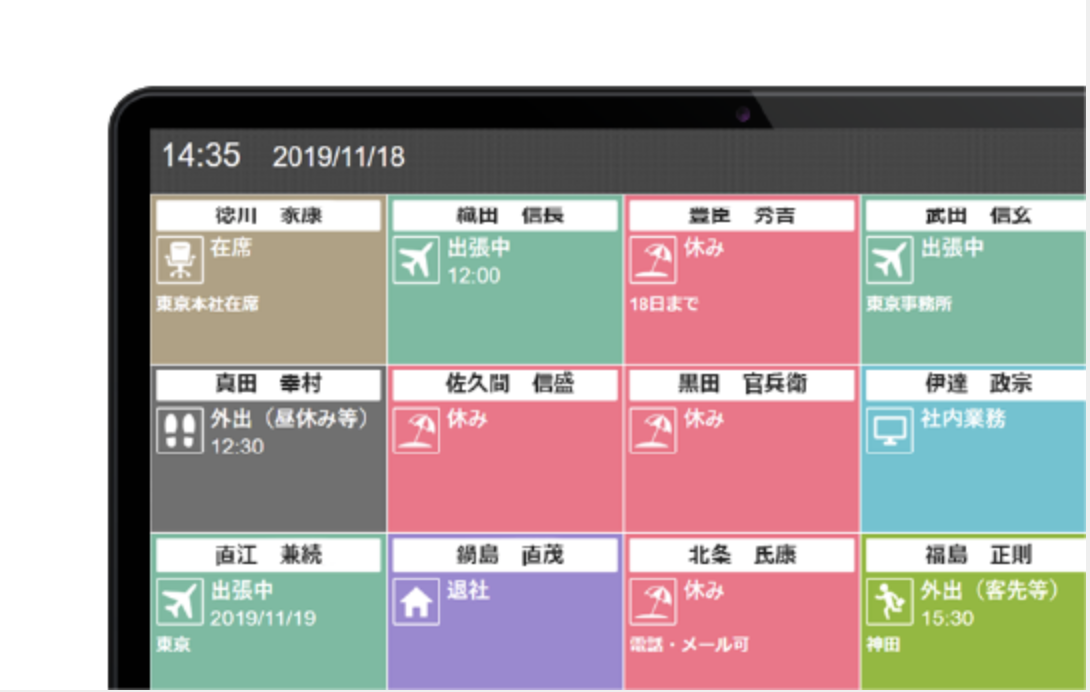 14:35 2019/11/18
徳川 家康
在席
東京本社在席
織田 信長
出張中
12:00
豊臣 秀吉
休み
18日まで
武田 信玄
出張中
東京事務所
真田 幸村
外出（昼休み等）
12:30
佐久間 信盛
休み
黒田 官兵衛
休み
伊達 政宗
社内業務
直江 兼続
出張中
2019/11/19
東京
鍋島 直茂
退社
北条 氏康
休み
電話・メール可
福島 正則
外出（客先等）
15:30
神田